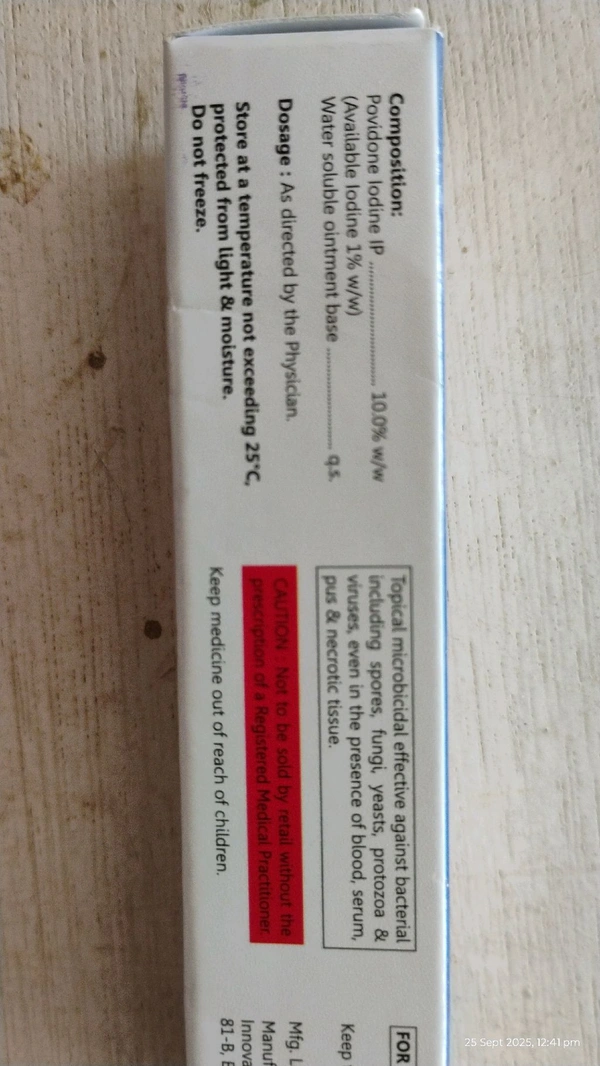 Composition:
Povidone Iodine IP ................................ 10.0% w/w
(Available Iodine 1% w/w)
Water soluble ointment base ........................ q.s.
Dosage : As directed by the Physician.
Store at a temperature not exceeding 25°C,
protected from light & moisture.
Do not freeze.
Topical microbicidal effective against bacterial
including spores, fungi, yeasts, protozoa &
viruses, even in the presence of blood, serum,
pus & necrotic tissue.
CAUTION : Not to be sold by retail without the
prescription of a Registered Medical Practitioner.
Keep medicine out of reach of children.
FOR
Keep
Mfg. L
Manuf
Innova
81-B, E
25 Sept 2025, 12:41 pm